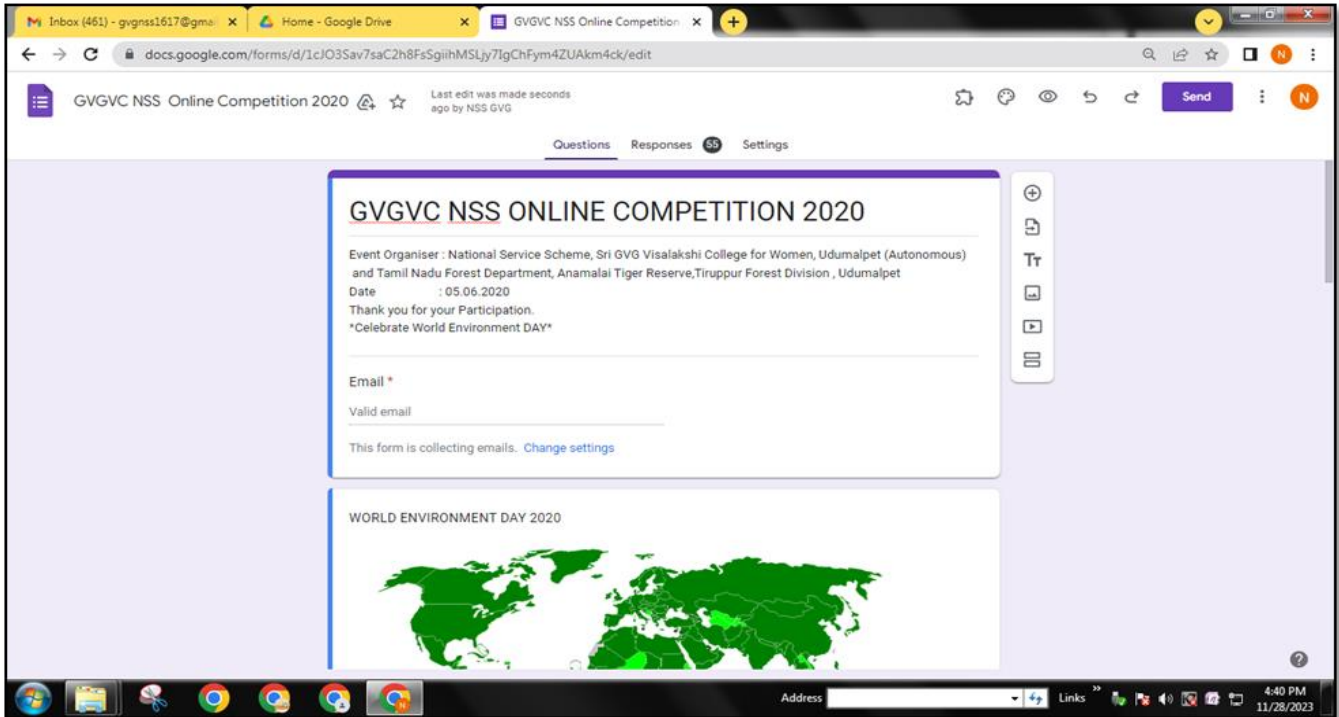 Inbox (461) - gvgnss1617@gmai
Home - Google Drive
GVGVC NSS Online Competition
docs.google.com/forms/d/1cJO3Sav7saC2h8FsSgiihMSLjy7IgChFym4ZUAkm4ck/edit
N
GVGVC NSS Online Competition 2020
Last edit was made seconds
ago by NSS GVG
Send
N
Questions Responses 55 Settings
GVGVC NSS ONLINE COMPETITION 2020
Event Organiser : National Service Scheme, Sri GVG Visalakshi College for Women, Udumalpet (Autonomous)
and Tamil Nadu Forest Department, Anamalai Tiger Reserve,Tiruppur Forest Division , Udumalpet
Date : 05.06.2020
Thank you for your Participation.
*Celebrate World Environment DAY*
Email *
Valid email
This form is collecting emails. Change settings
Tт
WORLD ENVIRONMENT DAY 2020
Address
Links
4:40 PM
11/28/2023